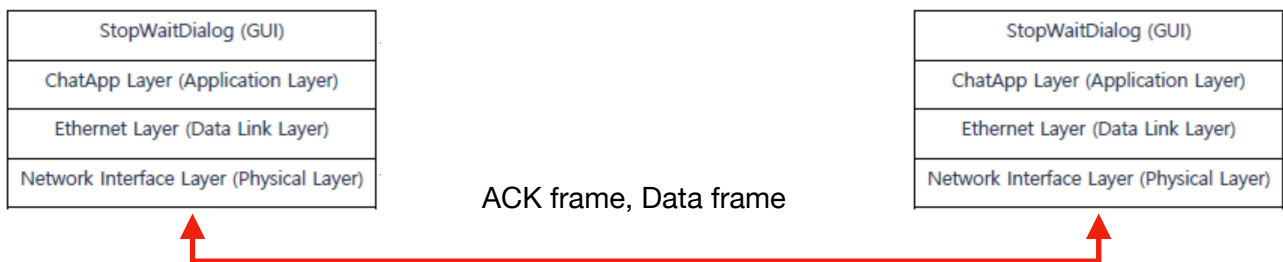 StopWaitDialog (GUI)
ChatApp Layer (Application Layer)
Ethernet Layer (Data Link Layer)
Network Interface Layer (Physical Layer)
ACK frame, Data frame
StopWaitDialog (GUI)
ChatApp Layer (Application Layer)
Ethernet Layer (Data Link Layer)
Network Interface Layer (Physical Layer)